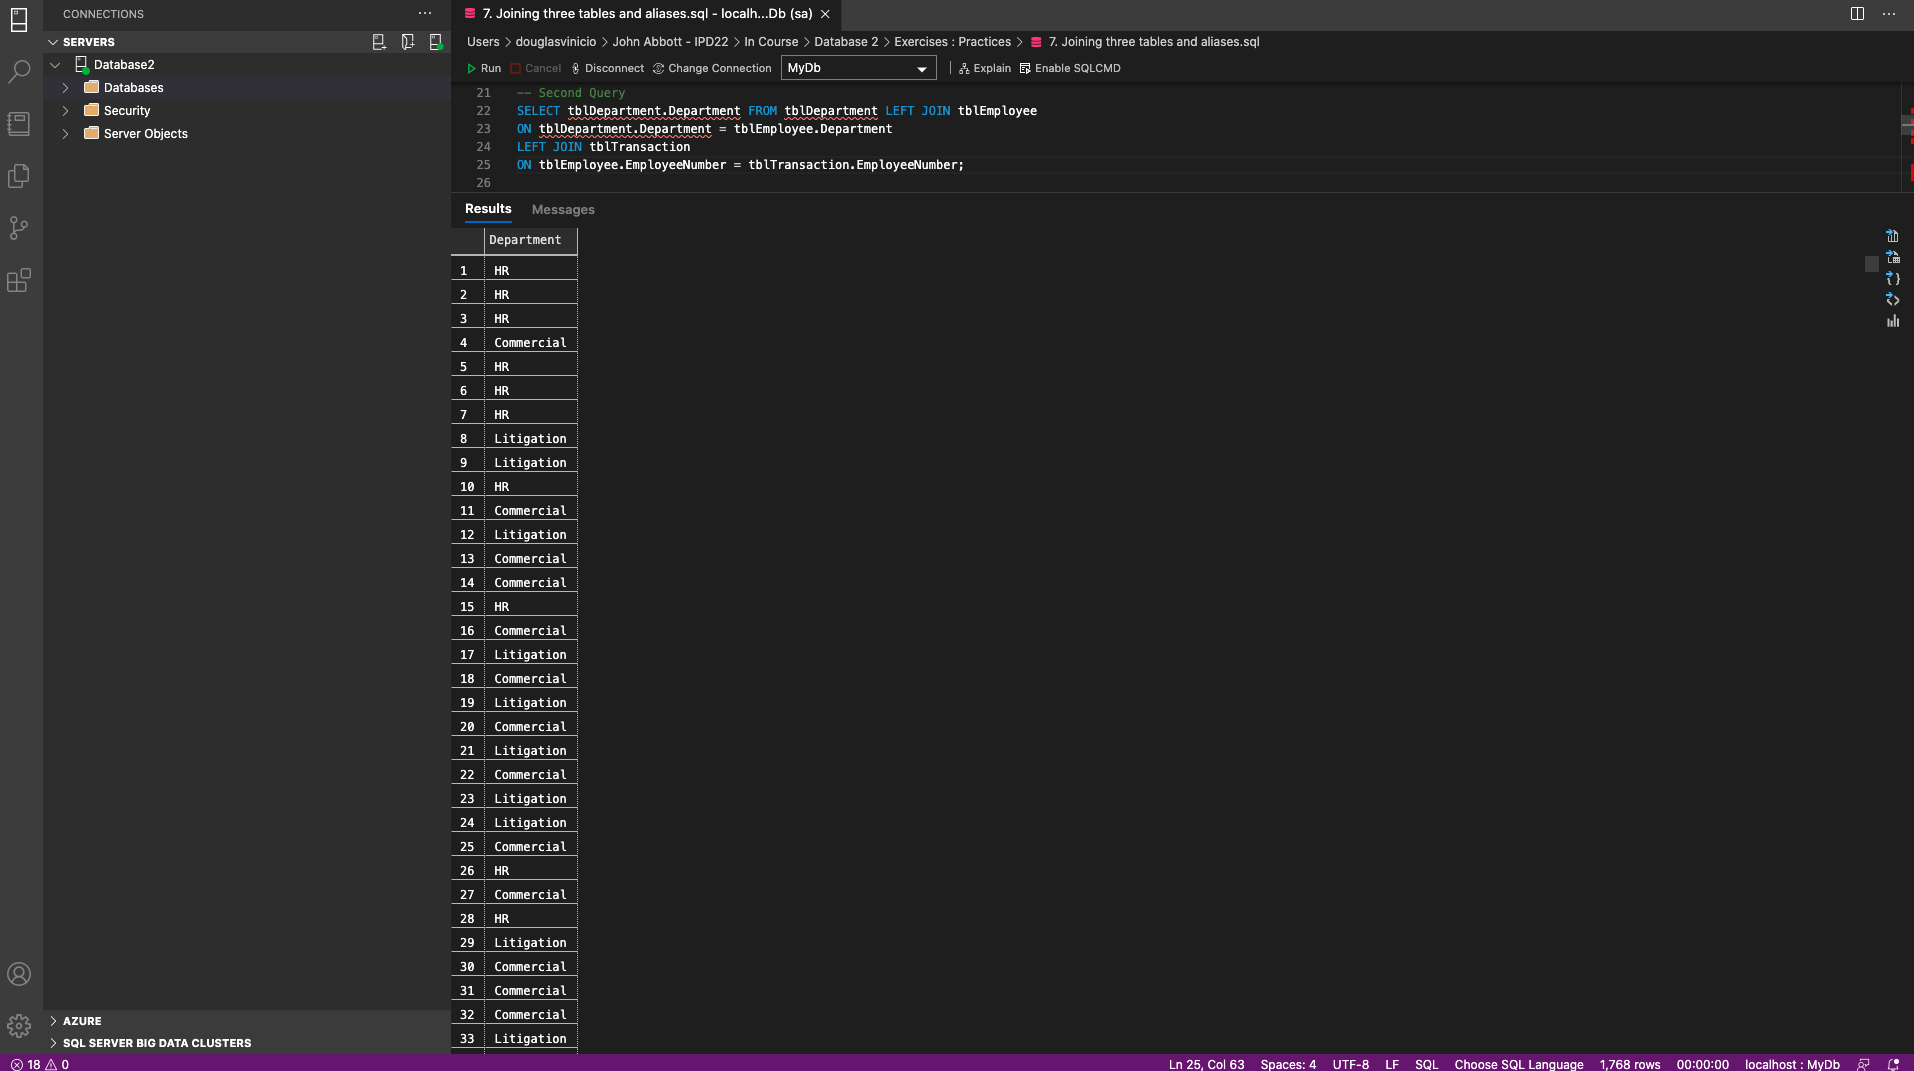 CONNECTIONS
SERVERS
Database2
Databases
Security
Server Objects
AZURE
SQL SERVER BIG DATA CLUSTERS
7. Joining three tables and aliases.sql - localh...Db (sa)
Users > douglasvinicio > John Abbott - IPD22 > In Course > Database 2 > Exercises : Practices > 7. Joining three tables and aliases.sql
Run Cancel Disconnect Change Connection MyDb Explain Enable SQLCMD
21 -- Second Query
22 SELECT tblDepartment.Department FROM tblDepartment LEFT JOIN tblEmployee
23 ON tblDepartment.Department = tblEmployee.Department
24 LEFT JOIN tblTransaction
25 ON tblEmployee.EmployeeNumber = tblTransaction.EmployeeNumber;
26
Results Messages
Department
1 HR
2 HR
3 HR
4 Commercial
5 HR
6 HR
7 HR
8 Litigation
9 Litigation
10 HR
11 Commercial
12 Litigation
13 Commercial
14 Commercial
15 HR
16 Commercial
17 Litigation
18 Commercial
19 Litigation
20 Commercial
21 Litigation
22 Commercial
23 Litigation
24 Litigation
25 Commercial
26 HR
27 Commercial
28 HR
29 Litigation
30 Commercial
31 Commercial
32 Commercial
33 Litigation
18 0 Ln 25, Col 63 Spaces: 4 UTF-8 LF SQL Choose SQL Language 1,768 rows 00:00:00 localhost : MyDb